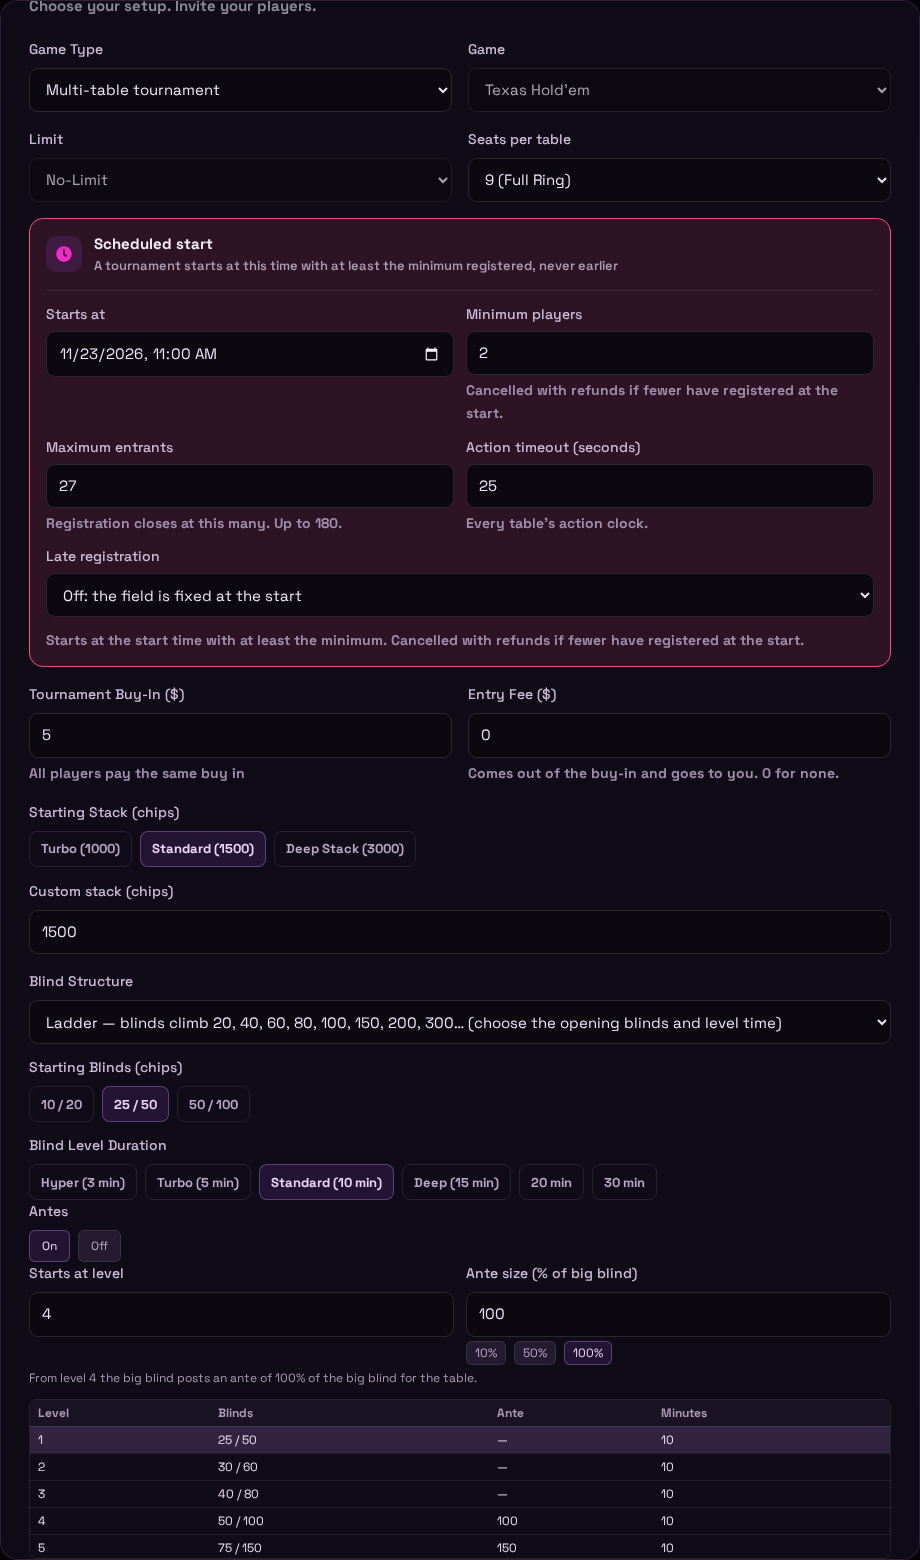 Choose your setup. Invite your players.
Game Type
Game
Multi-table tournament
Texas Hold'em
Limit
Seats per table
No-Limit
9 (Full Ring)
Scheduled start
A tournament starts at this time with at least the minimum registered, never earlier
Starts at
Minimum players
11/23/2026, 11:00 AM
2
Cancelled with refunds if fewer have registered at the
start.
Maximum entrants
Action timeout (seconds)
27
25
Registration closes at this many. Up to 180.
Every table's action clock.
Late registration
Off: the field is fixed at the start
Starts at the start time with at least the minimum. Cancelled with refunds if fewer have registered at the start.
Tournament Buy-In ($)
Entry Fee ($)
5
0
All players pay the same buy in
Comes out of the buy-in and goes to you. 0 for none.
Starting Stack (chips)
Turbo (1000) Standard (1500) Deep Stack (3000)
Custom stack (chips)
1500
Blind Structure
Ladder — blinds climb 20, 40, 60, 80, 100, 150, 200, 300... (choose the opening blinds and level time)
Starting Blinds (chips)
10 / 20 25 / 50 50 / 100
Blind Level Duration
Hyper (3 min) Turbo (5 min) Standard (10 min) Deep (15 min) 20 min 30 min
Antes
On Off
Starts at level
Ante size (% of big blind)
4
100
10% 50% 100%
From level 4 the big blind posts an ante of 100% of the big blind for the table.
Level Blinds Ante Minutes
1 25 / 50 — 10
2 30 / 60 — 10
3 40 / 80 — 10
4 50 / 100 100 10
5 75 / 150 150 10